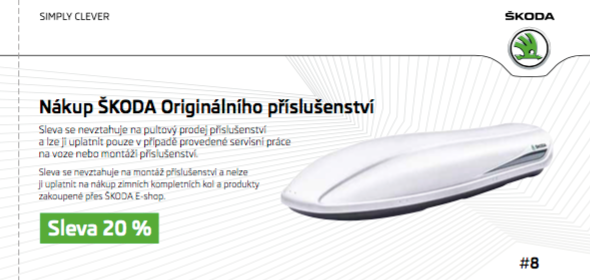 SIMPLY CLEVER
ŠKODA
Nákup ŠKODA Originálního příslušenství
Sleva se nevztahuje na pultový prodej příslušenství
a lze ji uplatnit pouze v případě provedené servisní práce
na voze nebo montáži příslušenství.
Sleva se nevztahuje na montáž příslušenství a nelze
ji uplatnit na nákup zimních kompletních kol a produkty
zakoupené přes ŠKODA E-shop.
Sleva 20 %
#8